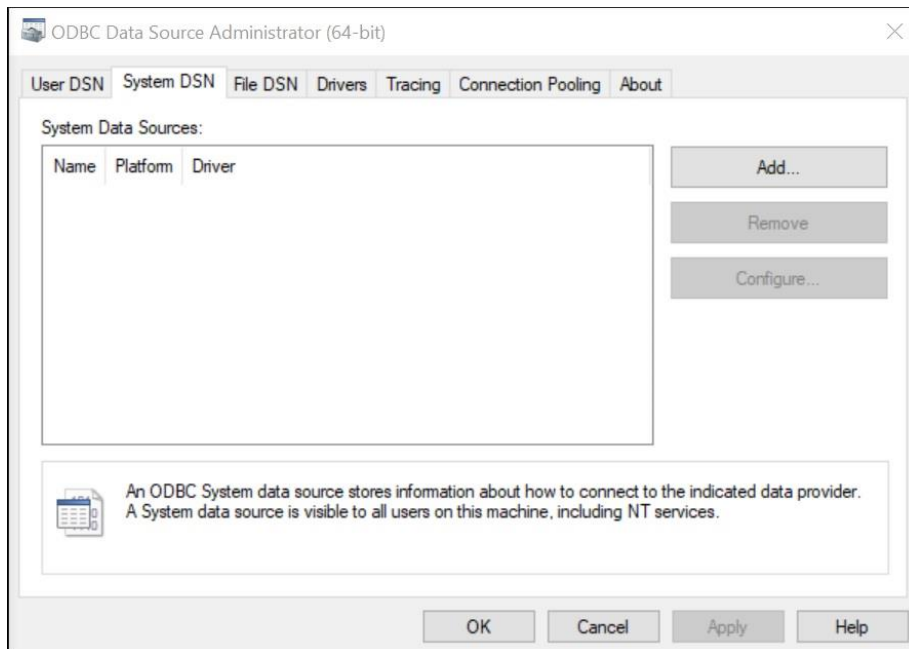 ODBC Data Source Administrator (64-bit)
User DSN System DSN File DSN Drivers Tracing Connection Pooling About
System Data Sources:
Name Platform Driver
Add...
Remove
Configure...
An ODBC System data source stores information about how to connect to the indicated data provider.
A System data source is visible to all users on this machine, including NT services.
OK Cancel Apply Help